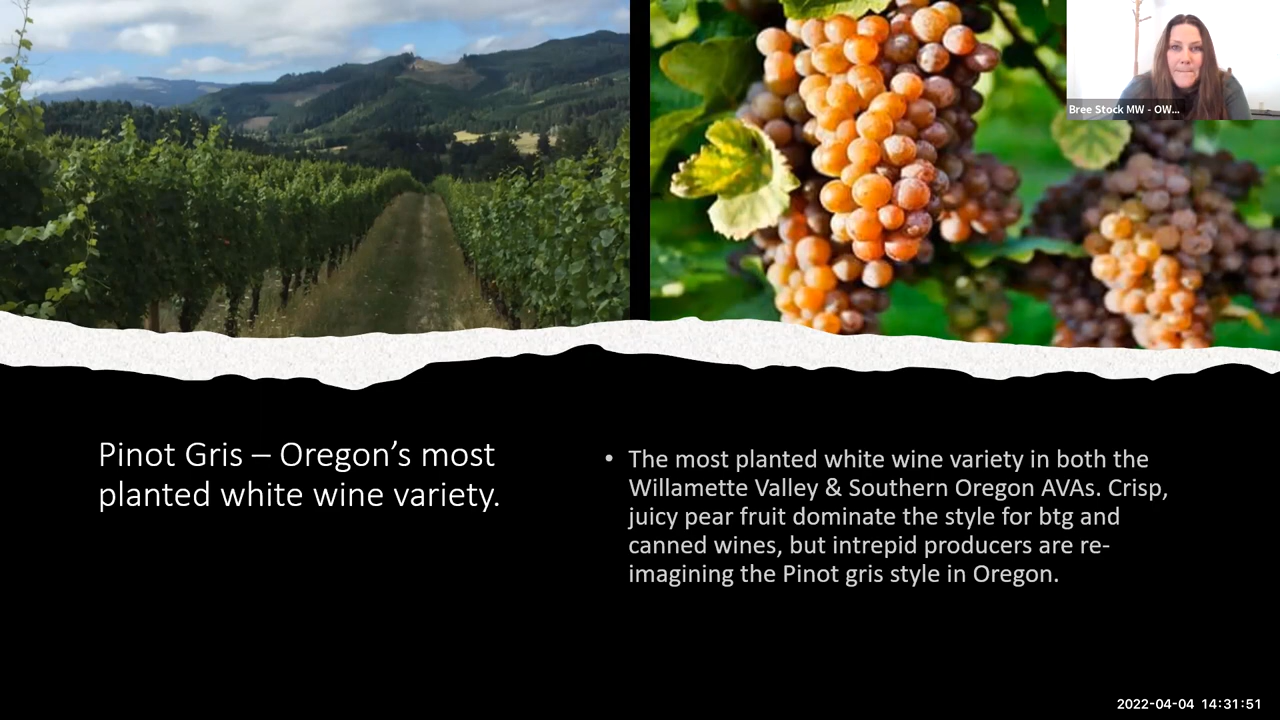 Bree Stock MW - OW...
Pinot Gris – Oregon’s most
planted white wine variety.
• The most planted white wine variety in both the
Willamette Valley & Southern Oregon AVAs. Crisp,
juicy pear fruit dominate the style for btg and
canned wines, but intrepid producers are re-
imagining the Pinot gris style in Oregon.
2022-04-04 14:31:51